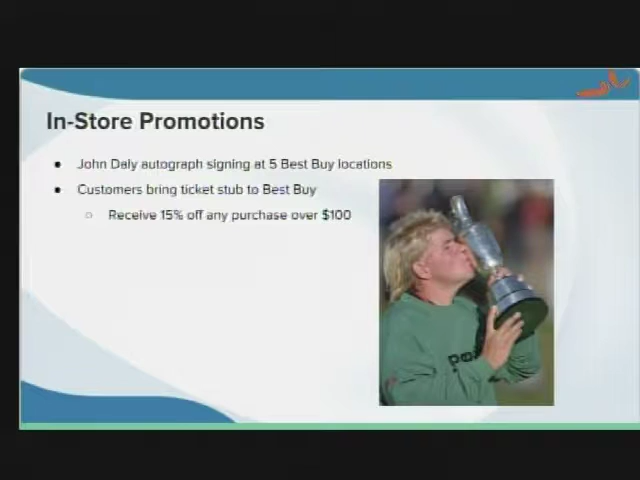 In-Store Promotions
● John Daly autograph signing at 5 Best Buy locations
● Customers bring ticket stub to Best Buy
○ Receive 15% off any purchase over $100